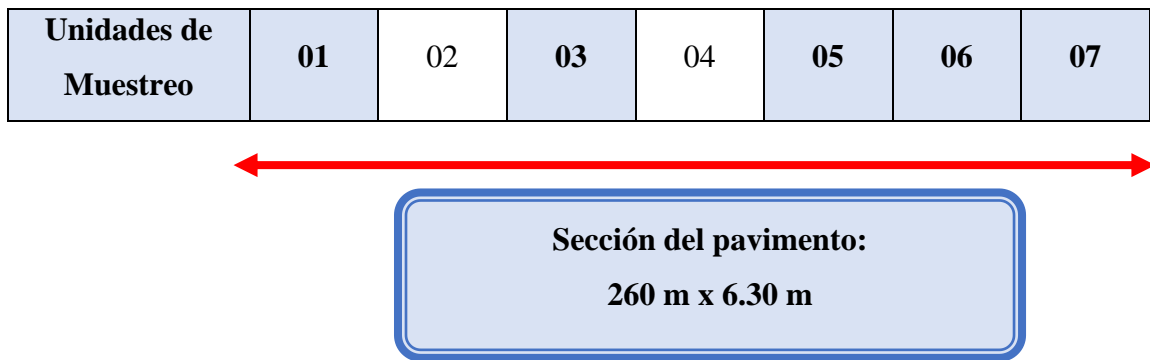 Unidades de
Muestreo
01 02 03 04 05 06 07
Sección del pavimento:
260 m x 6.30 m